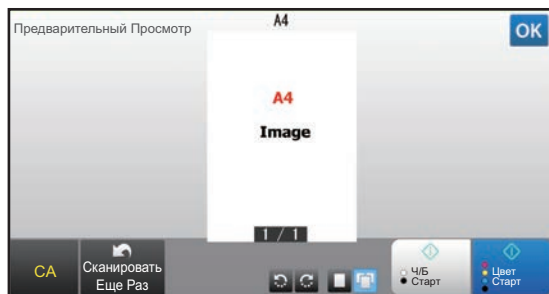 Предварительный Просмотр
A4
OK
A4
Image
1 / 1
CA
Сканировать
Еще Раз
Ч/Б
Старт
Цвет
Старт